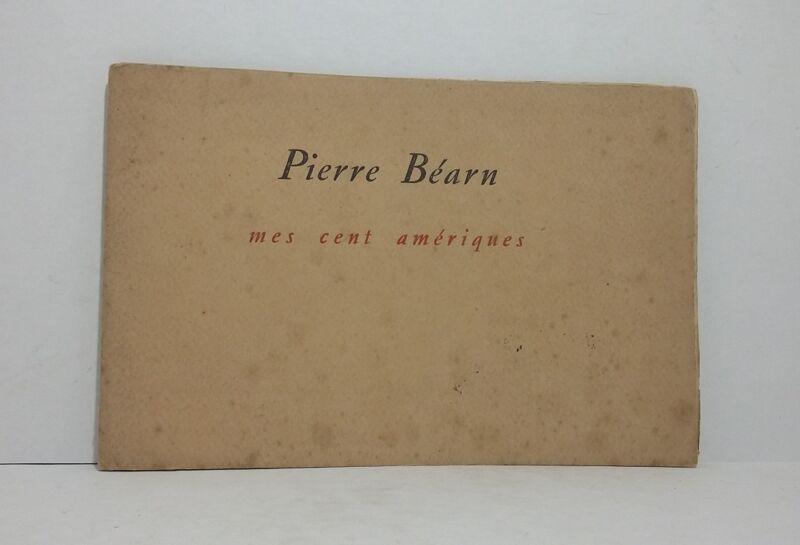 Pierre Béarn
mes cent amériques